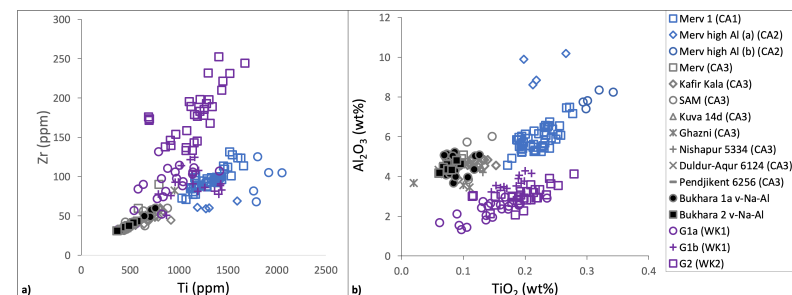 300
250
200
150
100
50
0
0 500 1000 1500 2000 2500
Zr (ppm)
Ti (ppm)
a)
12
10
8
6
4
2
0
0.0 0.1 0.2 0.3 0.4
Al₂O₃ (wt%)
TiO₂ (wt%)
b)
Merv 1 (CA1)
Merv high Al (a) (CA2)
Merv high Al (b) (CA2)
Merv (CA3)
Kafir Kala (CA3)
SAM (CA3)
Kuva 14d (CA3)
Ghazni (CA3)
Nishapur 5334 (CA3)
Duldur-Aqur 6124 (CA3)
Pendjikent 6256 (CA3)
Bukhara 1a v-Na-Al
Bukhara 2 v-Na-Al
G1a (WK1)
G1b (WK1)
G2 (WK2)